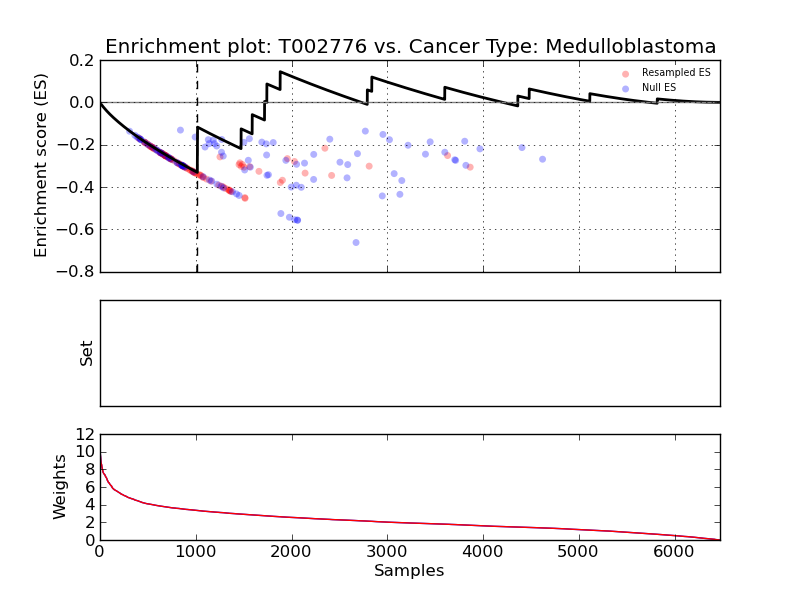 Enrichment plot: T002776 vs. Cancer Type: Medulloblastoma
Enrichment score (ES)
0.2
0.0
−0.2
−0.4
−0.6
−0.8
Resampled ES
Null ES
Set
Weights
12
10
8
6
4
2
0
0 1000 2000 3000 4000 5000 6000
Samples